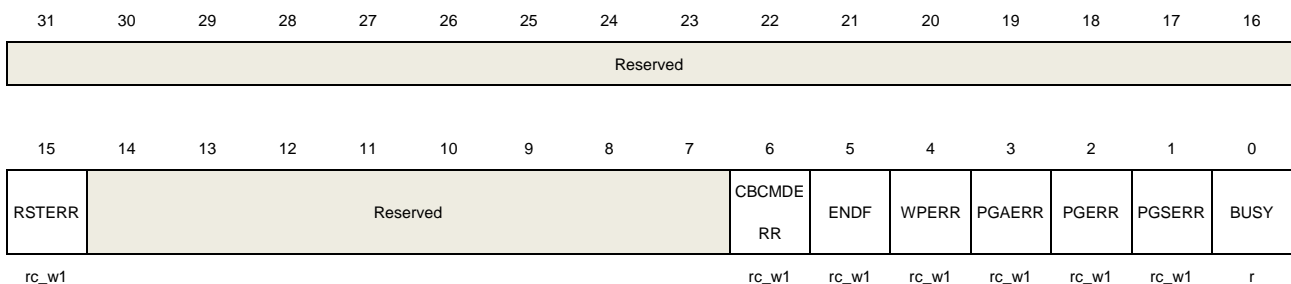 31 30 29 28 27 26 25 24 23 22 21 20 19 18 17 16
Reserved
15 14 13 12 11 10 9 8 7 6 5 4 3 2 1 0
RSTERR Reserved CBCMDE RR ENDF WPERR PGAERR PGERR PGSERR BUSY
rc_w1 rc_w1 rc_w1 rc_w1 rc_w1 rc_w1 rc_w1 r